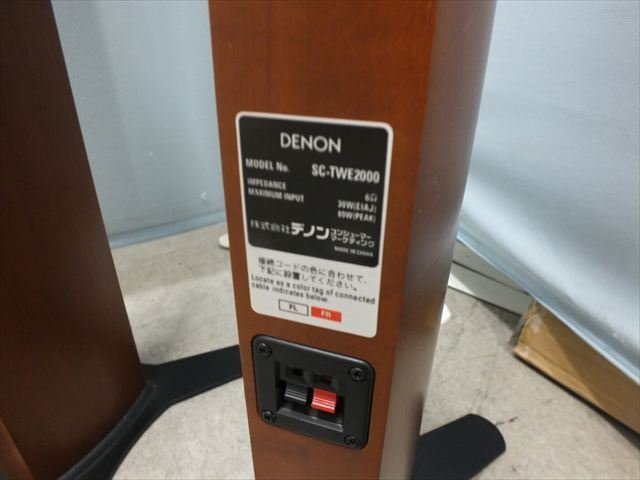 DENON
MODEL No. SC-TWE2000
IMPEDANCE 6Ω
MAXIMUM INPUT 30W(EIAJ)
80W(PEAK)
株式会社デノン コンシューマー
マーケティング
MADE IN CHINA
接続コードの色に合わせて、
下記に設置してください。
Locate as a color tag of connected
cable indicates below.
FL FR